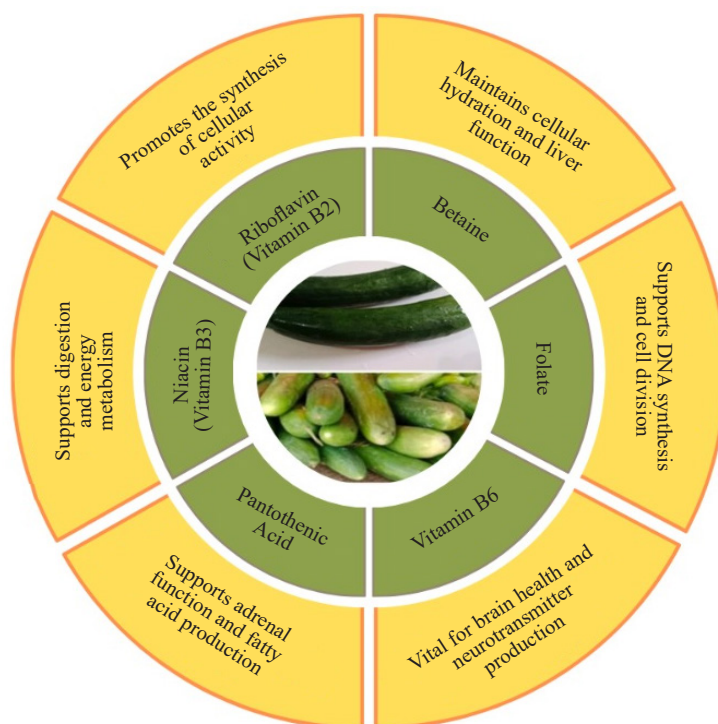 Promotes the synthesis
of cellular
activity
Maintains cellular
hydration and liver
function
Supports DNA synthesis
and cell division
Vital for brain health and
neurotransmitter
production
Supports adrenal
function and fatty
acid production
Supports digestion
and energy
metabolism
Riboflavin
(Vitamin B2)
Betaine
Folate
Vitamin B6
Pantothenic
Acid
Niacin
(Vitamin B3)